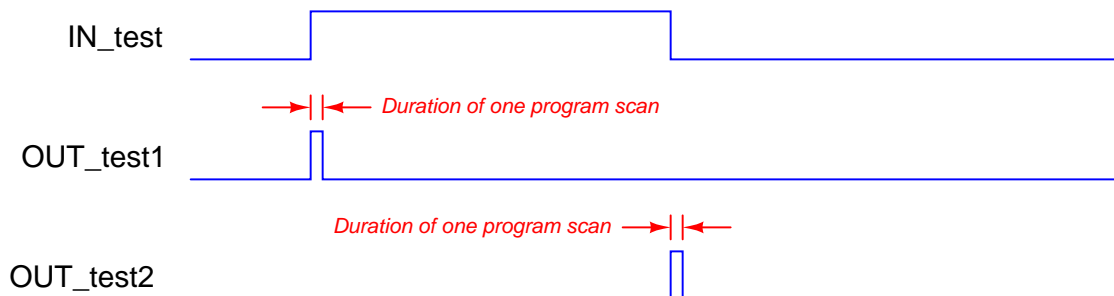 IN_test
Duration of one program scan
OUT_test1
Duration of one program scan
OUT_test2